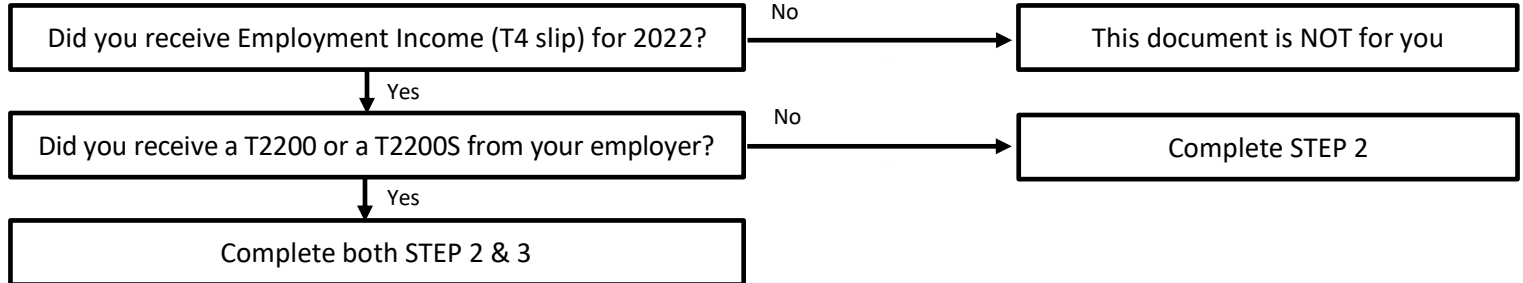 No
Did you receive Employment Income (T4 slip) for 2022?
This document is NOT for you
Yes
No
Did you receive a T2200 or a T2200S from your employer?
Complete STEP 2
Yes
Complete both STEP 2 & 3